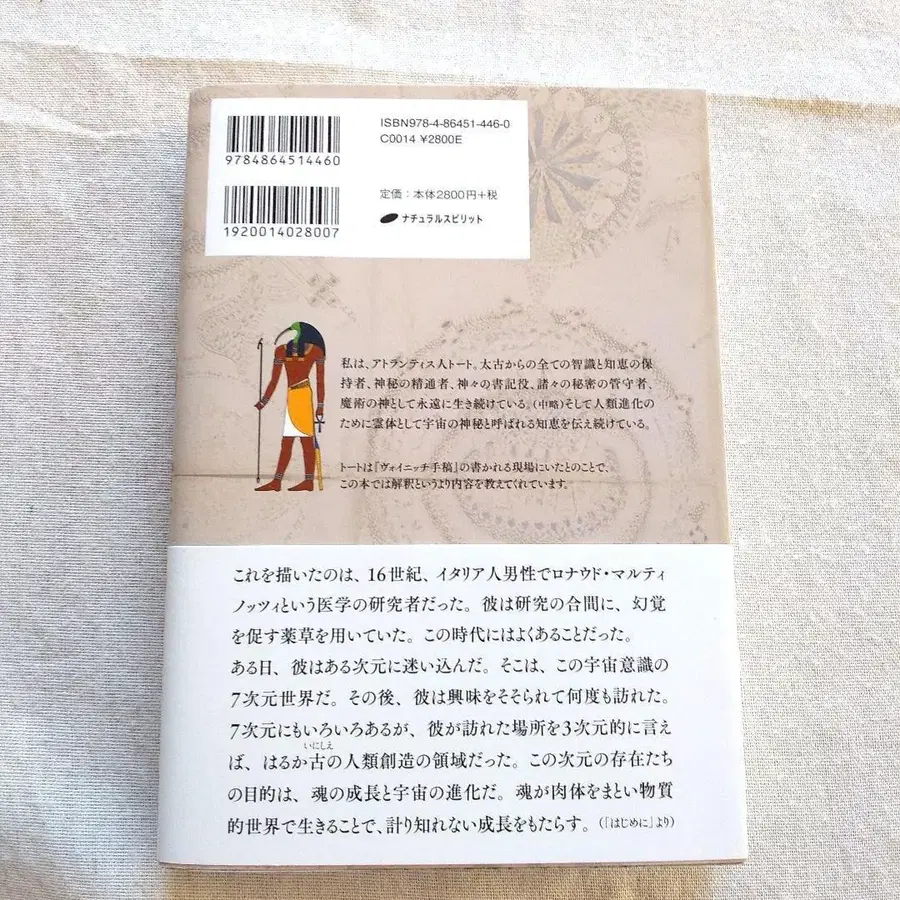 ISBN978-4-86451-446-0
C0014 ¥2800E
9784864514460
定価：本体2800円+税
ナチュラルスピリット
1920014028007
私は、アトランティス人トート。太古からの全ての智識と知恵の保
持者、神秘の精通者、神々の書記役、諸々の秘密の管守者、
魔術の神として永遠に生き続けている。(中略)そして人類進化の
ために霊体として宇宙の神秘と呼ばれる知恵を伝え続けている。
トートは『ヴォイニッチ手稿』の書かれる現場にいたとのことで、
この本では解釈というより内容を教えてくれています。
これを描いたのは、16世紀、イタリア人男性でロナウド・マルティ
ノッツィという医学の研究者だった。彼は研究の合間に、幻覚
を促す薬草を用いていた。この時代にはよくあることだった。
ある日、彼はある次元に迷い込んだ。そこは、この宇宙意識の
7次元世界だ。その後、彼は興味をそそられて何度も訪れた。
7次元にもいろいろあるが、彼が訪れた場所を3次元的に言え
いにしえ
ば、はるか古の人類創造の領域だった。この次元の存在たち
の目的は、魂の成長と宇宙の進化だ。魂が肉体をまとい物質
的世界で生きることで、計り知れない成長をもたらす。(「はじめに」より)